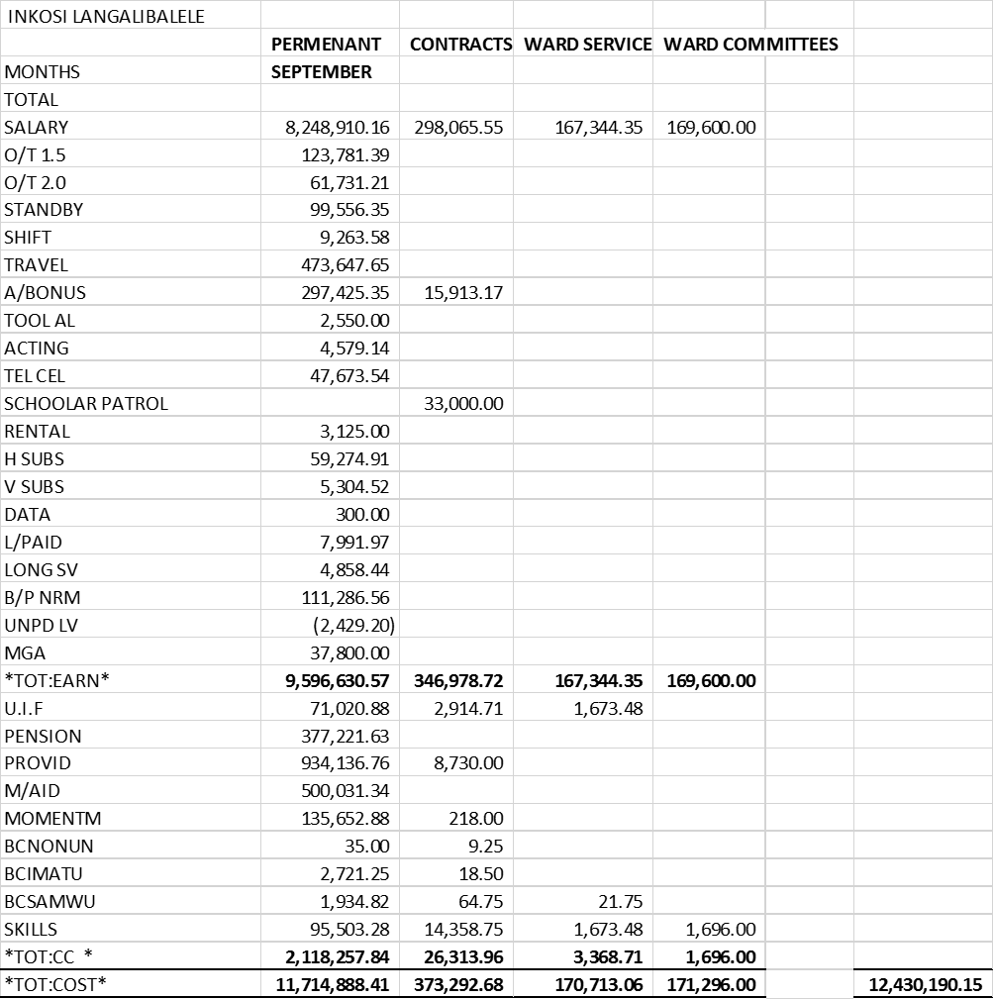 INKOSI LANGALIBALELE
PERMENANT CONTRACTS WARD SERVICE WARD COMMITTEES
MONTHS SEPTEMBER
TOTAL
SALARY 8,248,910.16 298,065.55 167,344.35 169,600.00
O/T 1.5 123,781.39
O/T 2.0 61,731.21
STANDBY 99,556.35
SHIFT 9,263.58
TRAVEL 473,647.65
A/BONUS 297,425.35 15,913.17
TOOL AL 2,550.00
ACTING 4,579.14
TEL CEL 47,673.54
SCHOOLAR PATROL 33,000.00
RENTAL 3,125.00
H SUBS 59,274.91
V SUBS 5,304.52
DATA 300.00
L/PAID 7,991.97
LONG SV 4,858.44
B/P NRM 111,286.56
UNPD LV (2,429.20)
MGA 37,800.00
*TOT:EARN* 9,596,630.57 346,978.72 167,344.35 169,600.00
U.I.F 71,020.88 2,914.71 1,673.48
PENSION 377,221.63
PROVID 934,136.76 8,730.00
M/AID 500,031.34
MOMENTM 135,652.88 218.00
BCNONUN 35.00 9.25
BCIMATU 2,721.25 18.50
BCSAMWU 1,934.82 64.75 21.75
SKILLS 95,503.28 14,358.75 1,673.48 1,696.00
*TOT:CC * 2,118,257.84 26,313.96 3,368.71 1,696.00
*TOT:COST* 11,714,888.41 373,292.68 170,713.06 171,296.00 12,430,190.15